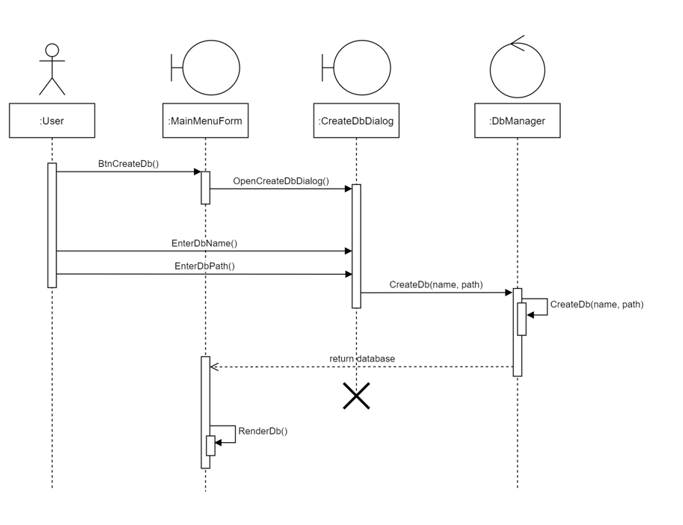 :User
:MainMenuForm
:CreateDbDialog
:DbManager
BtnCreateDb()
OpenCreateDbDialog()
EnterDbName()
EnterDbPath()
CreateDb(name, path)
CreateDb(name, path)
return database
RenderDb()